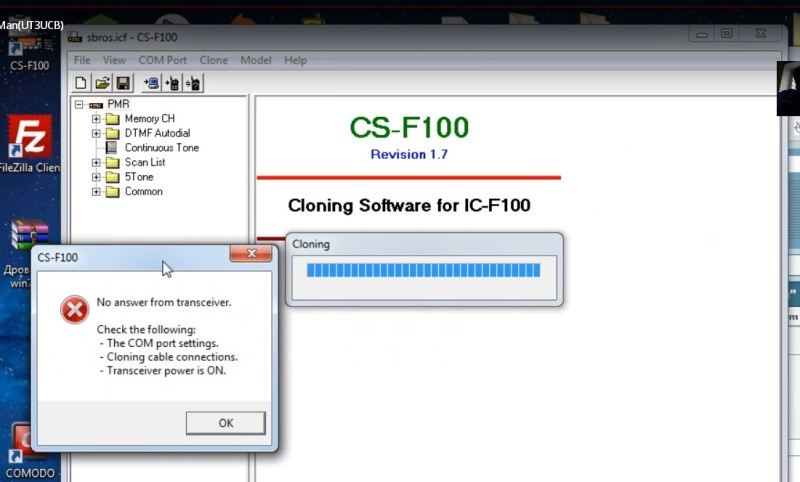 Man(UT3UCB)
CS-F100
sbros.icf - CS-F100
File View COM Port Clone Model Help
PMR
Memory CH
DTMF Autodial
Continuous Tone
Scan List
5Tone
Common
CS-F100
Revision 1.7
Cloning Software for IC-F100
Cloning
FileZilla Clien
Дров
win7
CS-F100
No answer from transceiver.
Check the following:
- The COM port settings.
- Cloning cable connections.
- Transceiver power is ON.
OK
COMODO